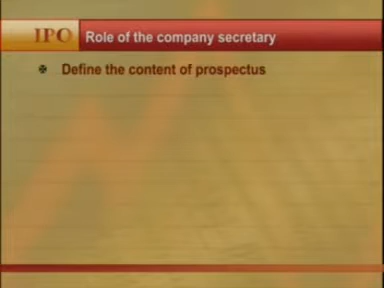 IPO Role of the company secretary
Define the content of prospectus